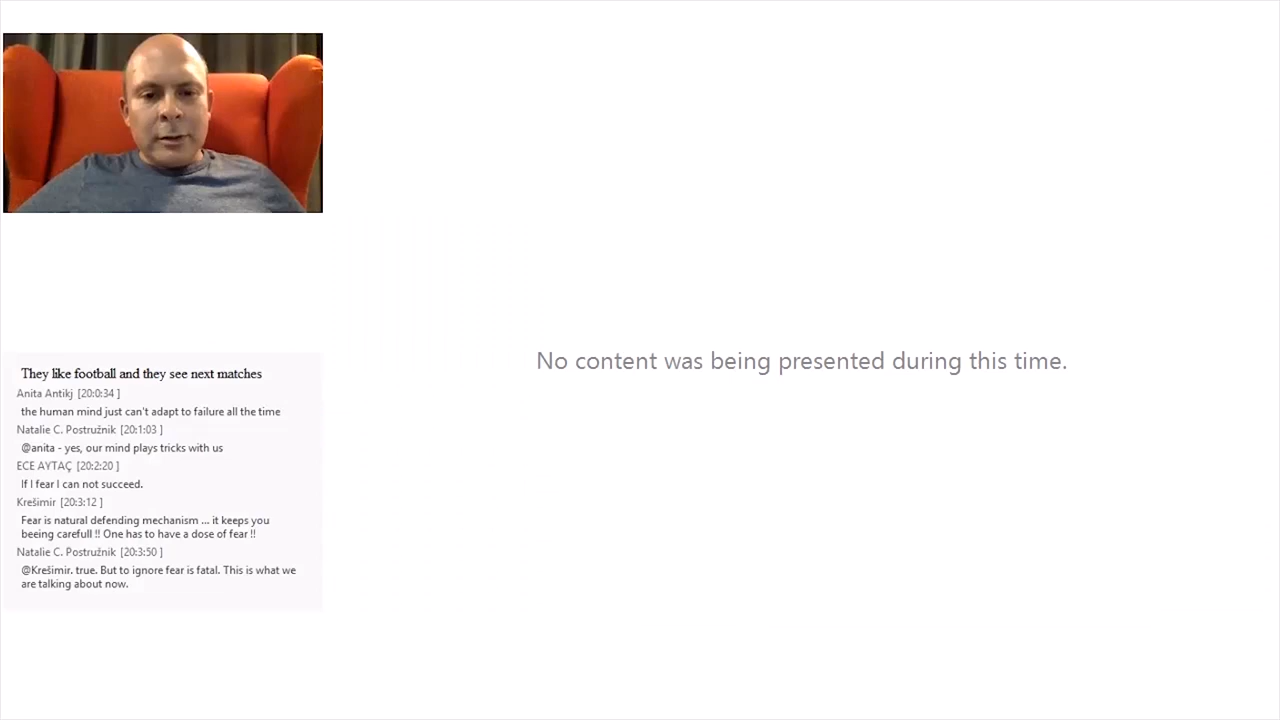 They like football and they see next matches
Anita Antikj [20:0:34 ]
the human mind just can't adapt to failure all the time
Natalie C. Postružnik [20:1:03 ]
@anita - yes, our mind plays tricks with us
ECE AYTAÇ [20:2:20 ]
If I fear I can not succeed.
Krešimir [20:3:12 ]
Fear is natural defending mechanism ... it keeps you
beeing carefull !! One has to have a dose of fear !!
Natalie C. Postružnik [20:3:50 ]
@Krešimir. true. But to ignore fear is fatal. This is what we
are talking about now.
No content was being presented during this time.